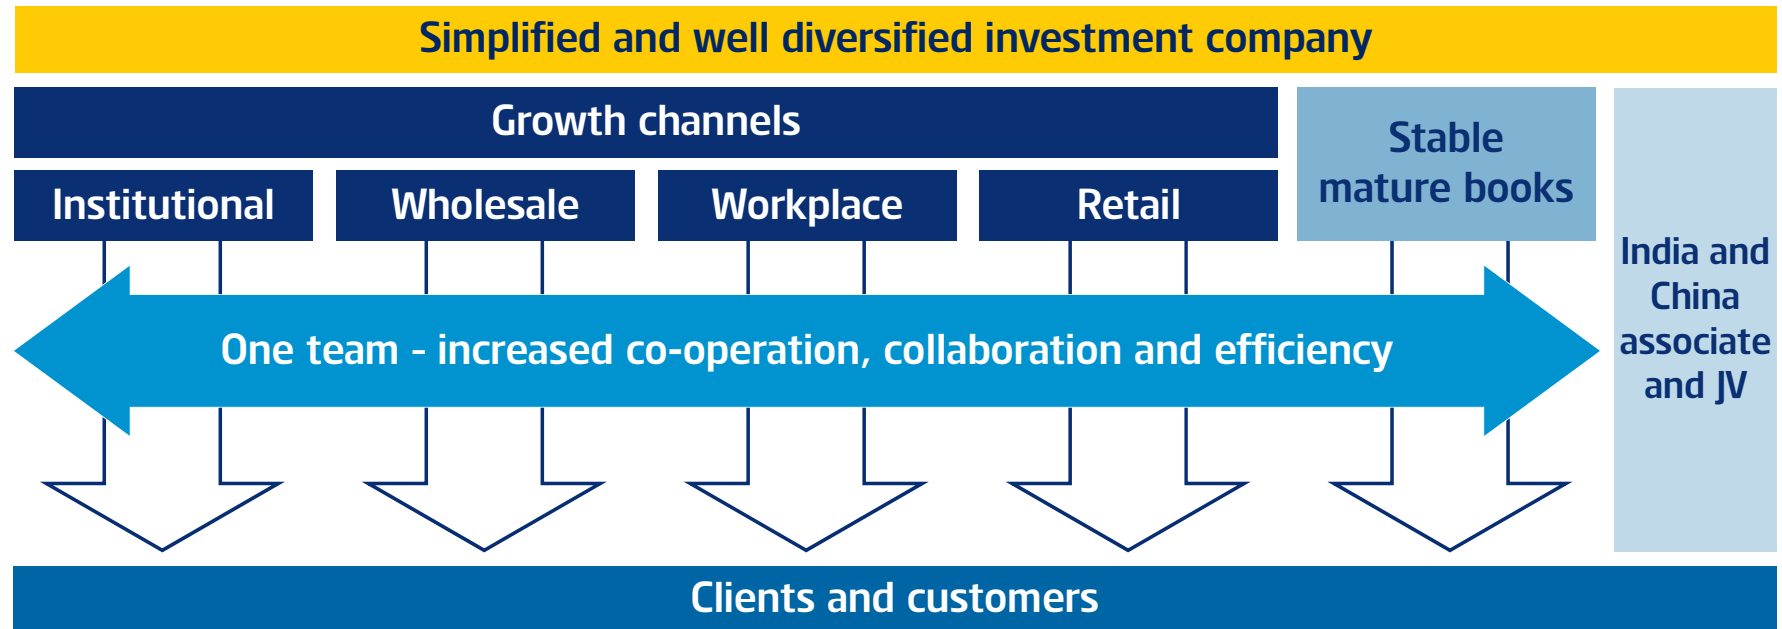 Simplified and well diversified investment company
Growth channels
Institutional
Wholesale
Workplace
Retail
Stable
mature books
India and
China
associate
and JV
One team - increased co-operation, collaboration and efficiency
Clients and customers